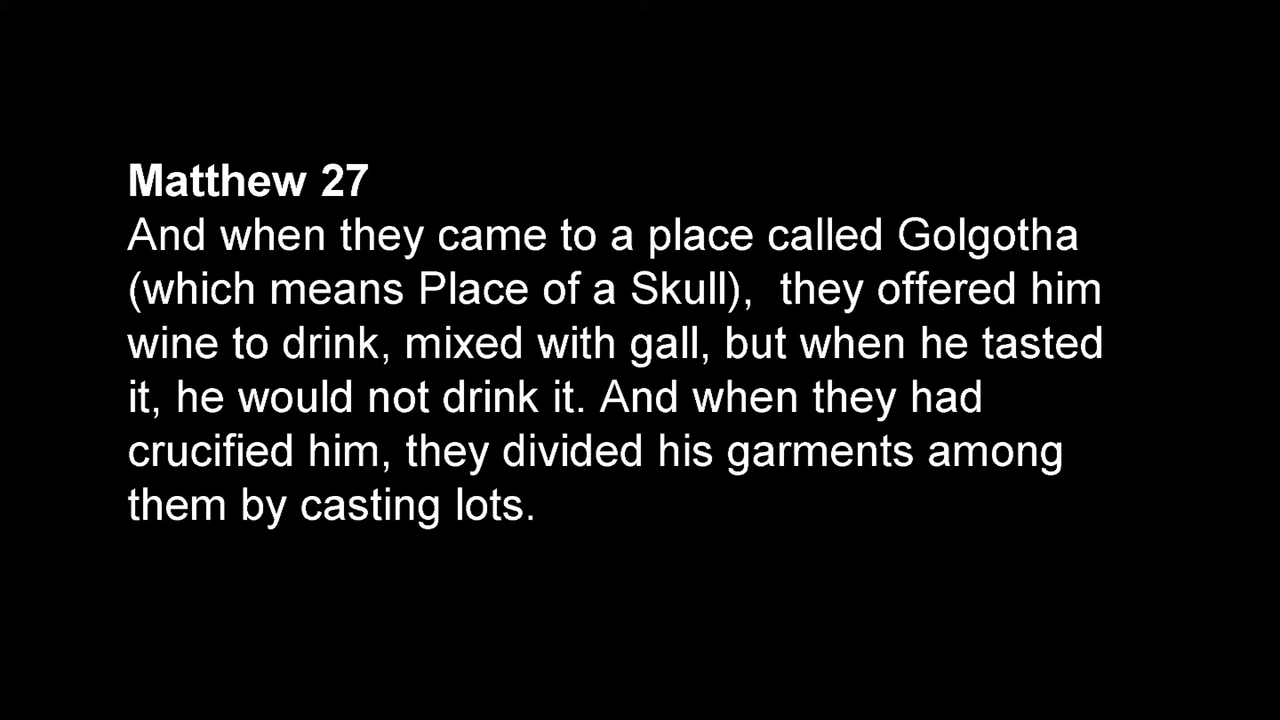 Matthew 27
And when they came to a place called Golgotha
(which means Place of a Skull),  they offered him
wine to drink, mixed with gall, but when he tasted
it, he would not drink it. And when they had
crucified him, they divided his garments among
them by casting lots.